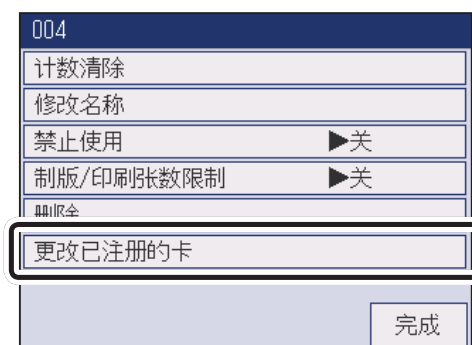 004
计数清除
修改名称
禁止使用 ▶关
制版/印刷张数限制 ▶关
删除
更改已注册的卡
完成